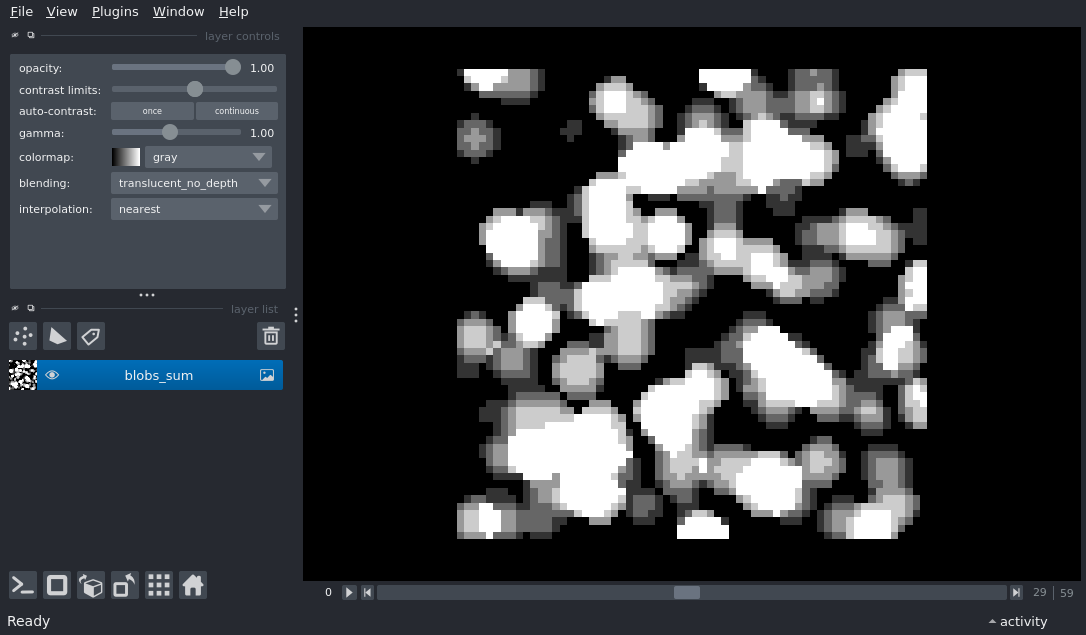 File View Plugins Window Help
layer controls
opacity: 1.00
contrast limits:
auto-contrast: once continuous
gamma: 1.00
colormap: gray
blending: translucent_no_depth
interpolation: nearest
layer list
blobs_sum
0 29 59
Ready activity